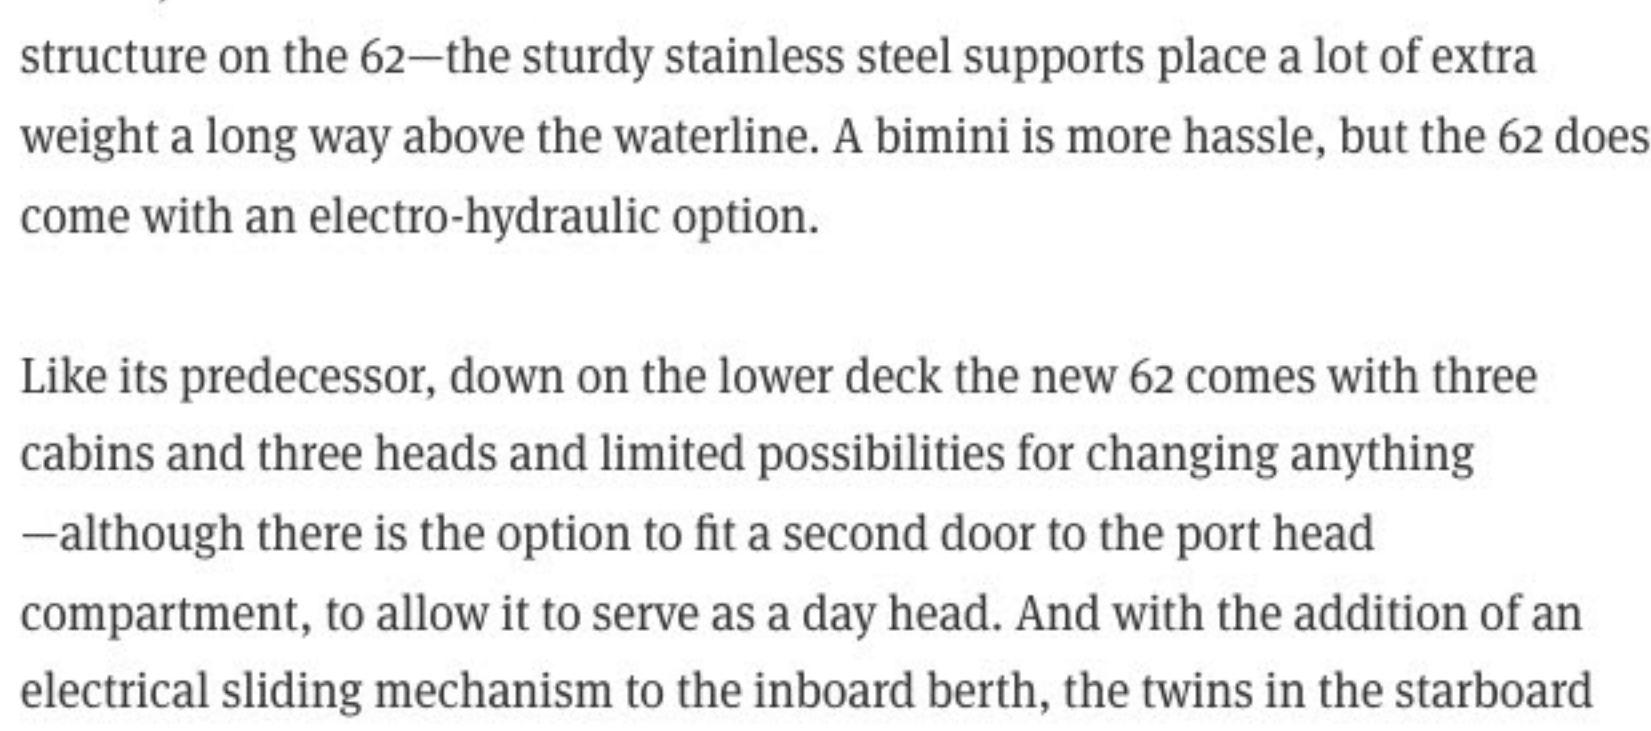 structure on the 62—the sturdy stainless steel supports place a lot of extra
weight a long way above the waterline. A bimini is more hassle, but the 62 does
come with an electro-hydraulic option.
Like its predecessor, down on the lower deck the new 62 comes with three
cabins and three heads and limited possibilities for changing anything
—although there is the option to fit a second door to the port head
compartment, to allow it to serve as a day head. And with the addition of an
electrical sliding mechanism to the inboard berth, the twins in the starboard